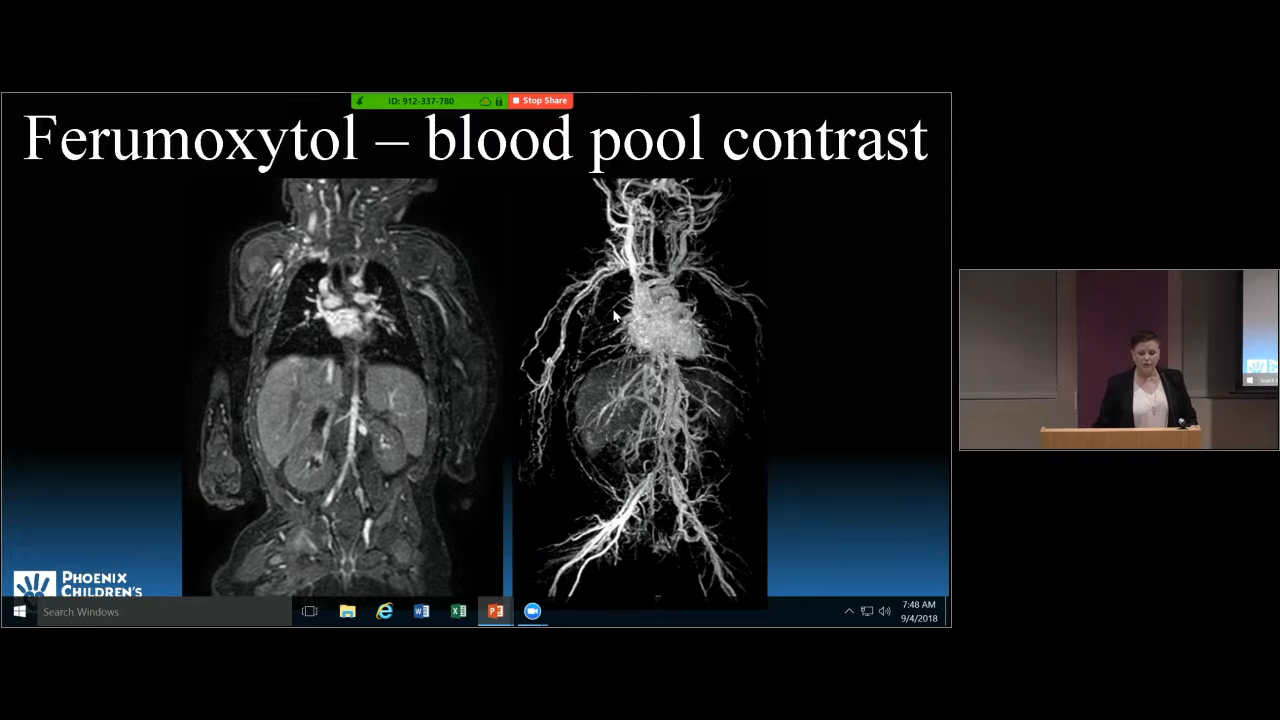 ID: 912-337-780
Stop Share
Ferumoxytol – blood pool contrast
PHOENIX
CHILDREN'S
Search Windows
7:48 AM
9/4/2018